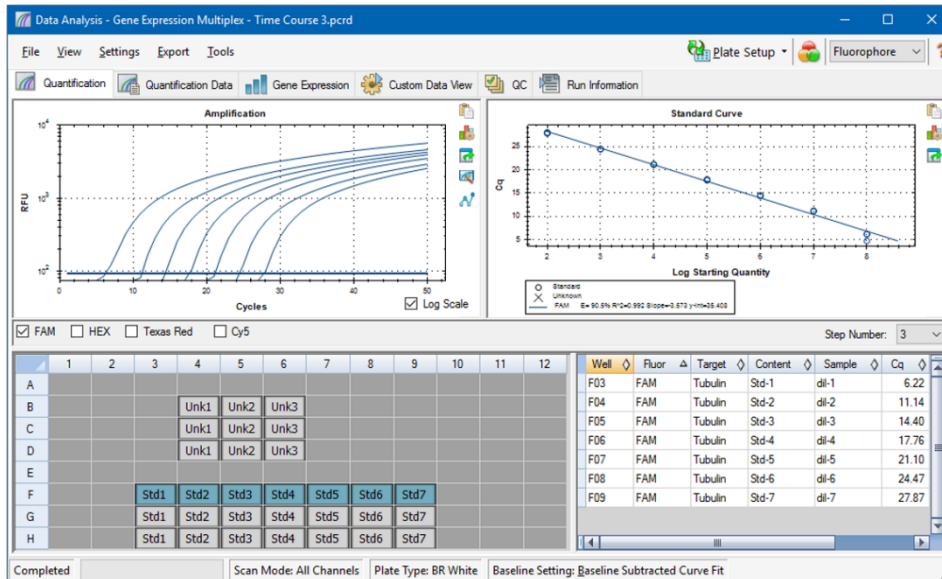 Data Analysis - Gene Expression Multiplex - Time Course 3.pcrd
File View Settings Export Tools Plate Setup Fluorophore
Quantification Quantification Data Gene Expression Custom Data View QC Run Information
Amplification
10^4
10^3
10^2
RFU
0 10 20 30 40 50
Cycles
Log Scale
Standard Curve
25
20
15
10
5
Cq
2 3 4 5 6 7 8
Log Starting Quantity
Standard
Unknown
FAM E= 90.5% R^2=0.992 Slope=-3.573 y-int=35.403
FAM HEX Texas Red Cy5 Step Number: 3
1 2 3 4 5 6 7 8 9 10 11 12
A
B Unk1 Unk2 Unk3
C Unk1 Unk2 Unk3
D Unk1 Unk2 Unk3
E
F Std1 Std2 Std3 Std4 Std5 Std6 Std7
G Std1 Std2 Std3 Std4 Std5 Std6 Std7
H Std1 Std2 Std3 Std4 Std5 Std6 Std7
Well Fluor Target Content Sample Cq
F03 FAM Tubulin Std-1 dil-1 6.22
F04 FAM Tubulin Std-2 dil-2 11.14
F05 FAM Tubulin Std-3 dil-3 14.40
F06 FAM Tubulin Std-4 dil-4 17.76
F07 FAM Tubulin Std-5 dil-5 21.10
F08 FAM Tubulin Std-6 dil-6 24.47
F09 FAM Tubulin Std-7 dil-7 27.87
Completed Scan Mode: All Channels Plate Type: BR White Baseline Setting: Baseline Subtracted Curve Fit